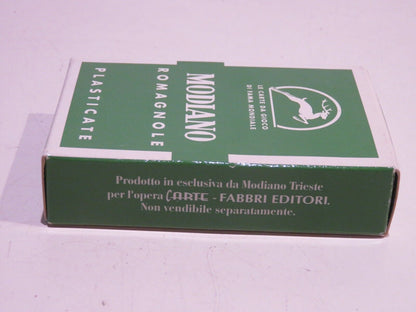 LE CARTE DA GIOCO
DI FAMA MONDIALE
MODIANO
ROMAGNOLE
PLASTICATE
Prodotto in esclusiva da Modiano Trieste
per l'opera CARTE - FABBRI EDITORI.
Non vendibile separatamente.